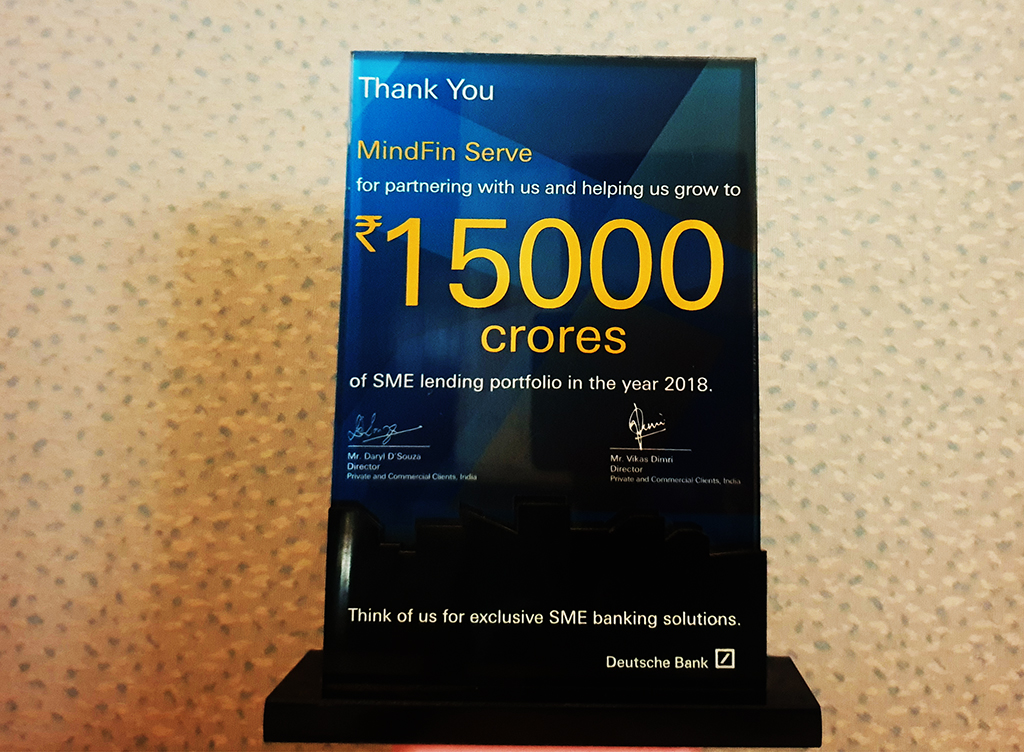 Thank You
MindFin Serve
for partnering with us and helping us grow to
₹15000
crores
of SME lending portfolio in the year 2018.
Mr. Daryl D'Souza
Director
Private and Commercial Clients, India
Mr. Vikas Dimri
Director
Private and Commercial Clients, India
Think of us for exclusive SME banking solutions.
Deutsche Bank